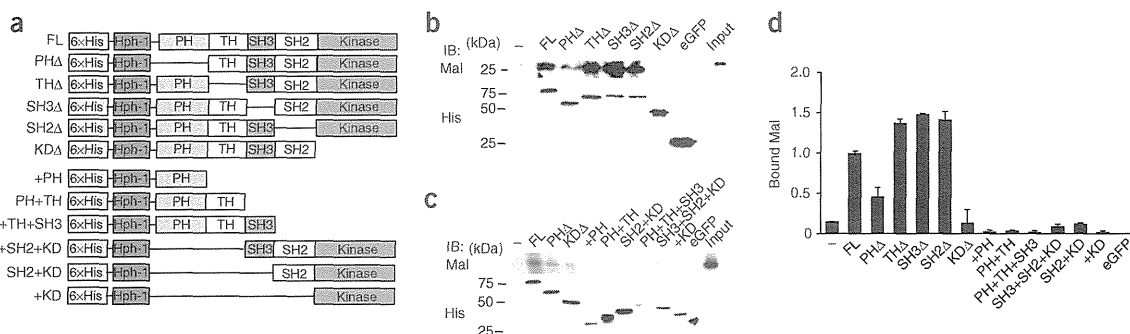 a
FL 6×His Hph-1 PH TH SH3 SH2 Kinase
PHΔ 6×His Hph-1 TH SH3 SH2 Kinase
THΔ 6×His Hph-1 PH SH3 SH2 Kinase
SH3Δ 6×His Hph-1 PH TH SH2 Kinase
SH2Δ 6×His Hph-1 PH TH SH3 Kinase
KDΔ 6×His Hph-1 PH TH SH3 SH2
+PH 6×His Hph-1 PH
PH+TH 6×His Hph-1 PH TH
+TH+SH3 6×His Hph-1 PH TH SH3
+SH2+KD 6×His Hph-1 SH3 SH2 Kinase
SH2+KD 6×His Hph-1 SH2 Kinase
+KD 6×His Hph-1 Kinase
b
IB: (kDa) – FL PHΔ THΔ SH3Δ SH2Δ KDΔ eGFP Input
Mal 25 –
75 –
50 –
His
25 –
c
IB: (kDa) – FL PHΔ KDΔ +PH PH+TH SH2+KD PH+TH+SH3 SH3+SH2+KD +KD eGFP Input
Mal
75 –
50 –
His
25 –
d
Bound Mal
2.0
1.5
1.0
0.5
0
– FL PHΔ THΔ SH3Δ SH2Δ KDΔ +PH PH+TH PH+TH+SH3 SH3+SH2+KD SH2+KD +KD eGFP